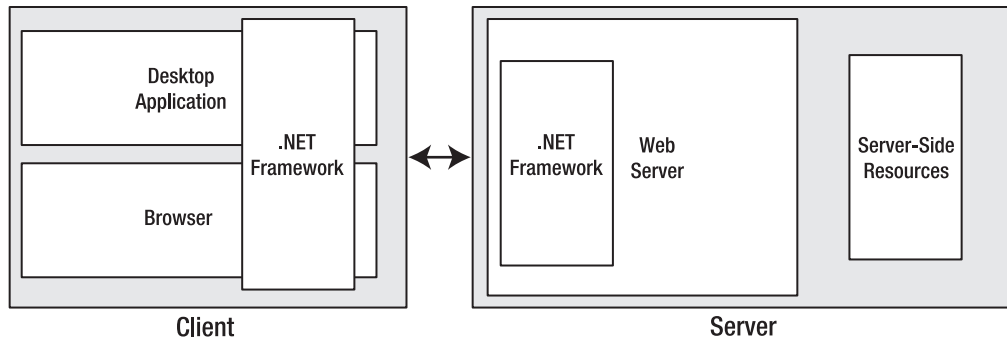 Desktop
Application
.NET
Framework
Browser
Client
.NET
Framework
Web
Server
Server-Side
Resources
Server